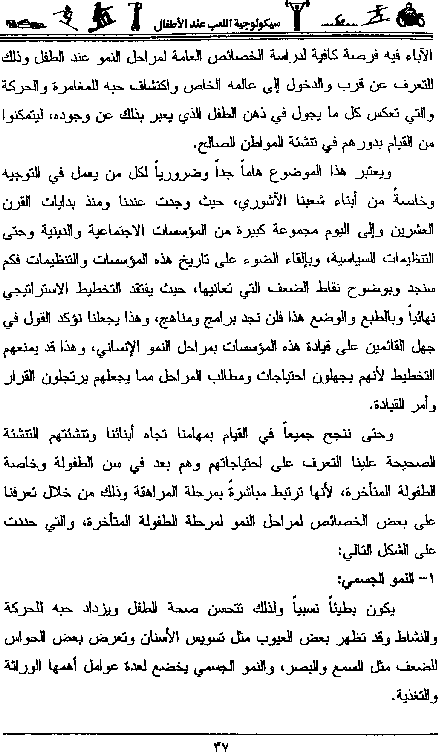 سيكولوجية اللعب عند الأطفال
الآباء فيه فرصة كافية لدراسة الخصائص العامة لمراحل النمو عند الطفل وذلك
للتعرف عن قرب والدخول إلى عالمه الخاص واكتشاف حبه للمغامرة والحركة
والتي تعكس كل ما يجول في ذهن الطفل الذي يعبر بذلك عن وجوده، ليتمكنوا
من القيام بدورهم في تنشئة المواطن الصالح.
ويعتبر هذا الموضوع هاماً جداً وضرورياً لكل من يعمل في التوجيه
وخاصةً من أبناء شعبنا الآشوري، حيث وجدت عندنا ومنذ بدايات القرن
العشرين وإلى اليوم مجموعة كبيرة من المؤسسات الاجتماعية والدينية وحتى
التنظيمات السياسية، وبإلقاء الضوء على تاريخ هذه المؤسسات والتنظيمات فكم
سنجد وبوضوح نقاط الضعف التي تعانيها، حيث يفتقد التخطيط الاستراتيجي
نهائياً وبالطبع والوضع هذا فلن نجد برامج ومناهج، وهذا يجعلنا نؤكد القول في
جهل القائمين على قيادة هذه المؤسسات بمراحل النمو الإنساني، وهذا قد يمنعهم
التخطيط لأنهم يجهلون احتياجات ومطالب المراحل مما يجعلهم يرتجلون القرار
وأمر القيادة.
وحتى ننجح جميعاً في القيام بمهامنا تجاه أبنائنا وتنشئتهم التنشئة
الصحيحة علينا التعرف على احتياجاتهم وهم بعد في سن الطفولة وخاصة
الطفولة المتأخرة، لأنها ترتبط مباشرةً بمرحلة المراهقة وذلك من خلال تعرفنا
على بعض الخصائص لمراحل النمو لمرحلة الطفولة المتأخرة، والتي حددت
على الشكل التالي:
١- النمو الجسمي:
يكون بطيئاً نسبياً ولذلك تتحسن صحة الطفل ويزداد حبه للحركة
والنشاط وقد تظهر بعض العيوب مثل تسويس الأسنان وتعرض بعض الحواس
للضعف مثل السمع والبصر، والنمو الجسمي يخضع لعدة عوامل أهمها الوراثة
والتغذية.
٣٧